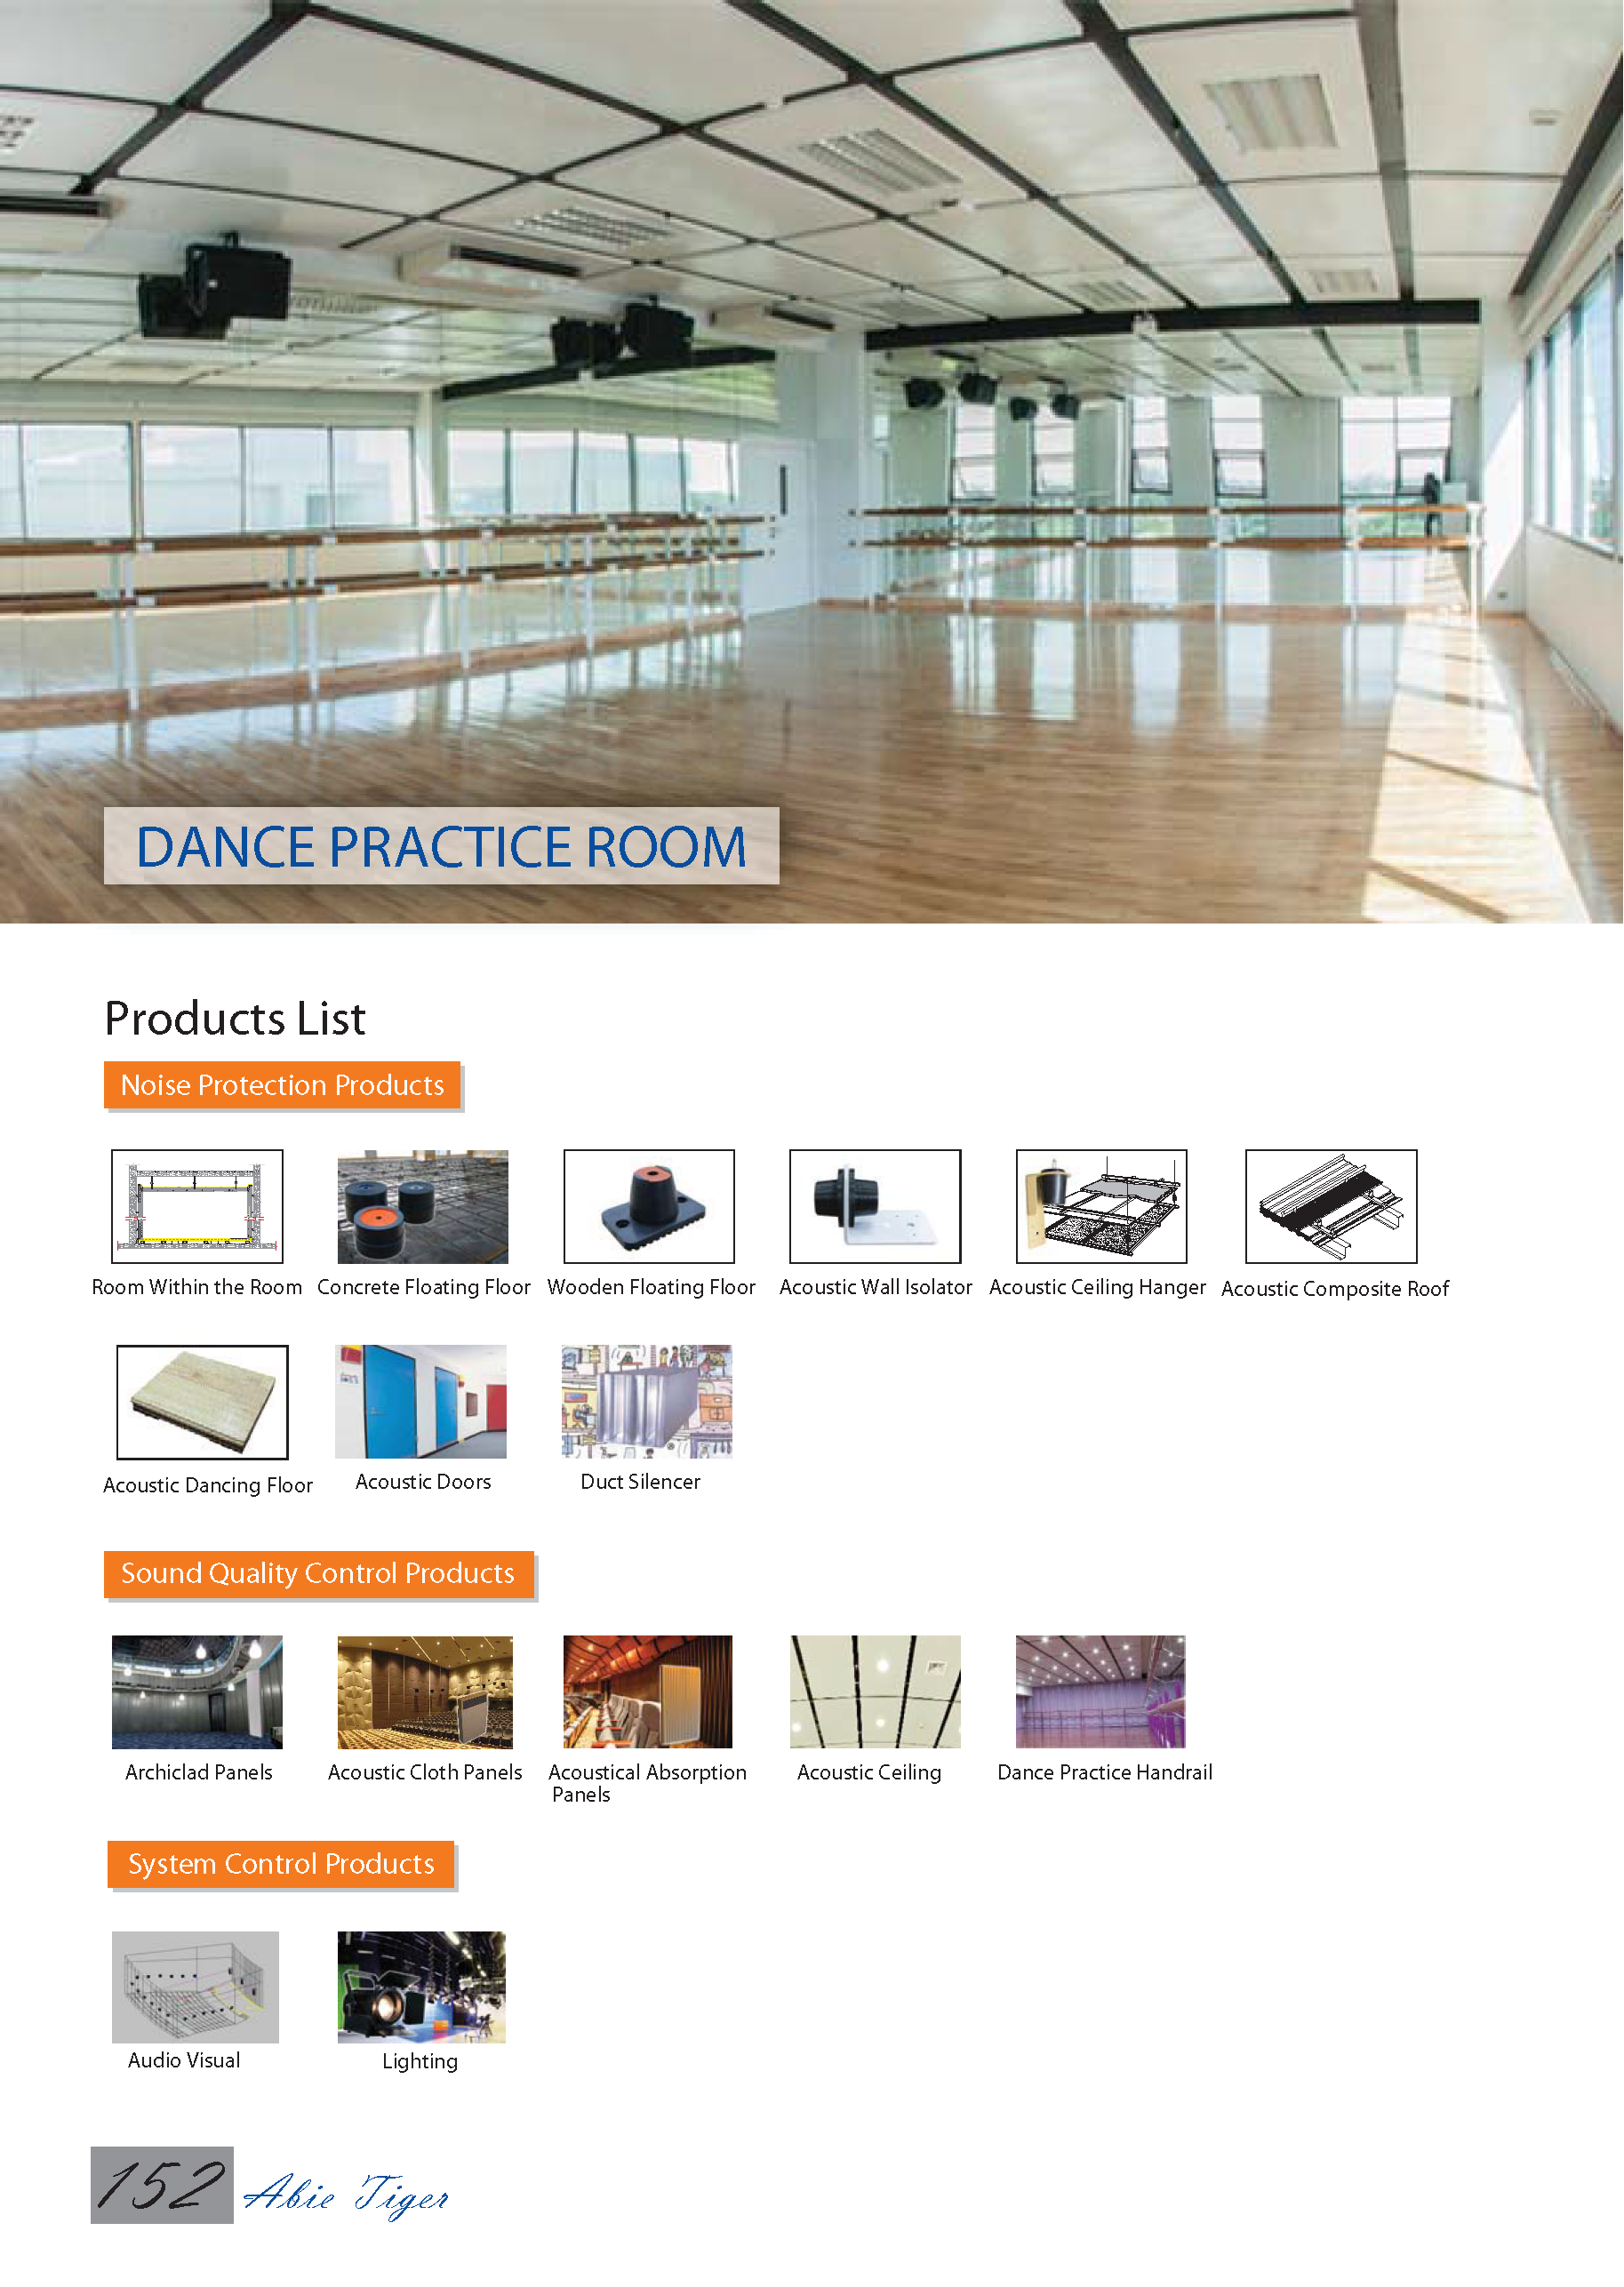 DANCE PRACTICE ROOM
Products List
Noise Protection Products
Room Within the Room
Concrete Floating Floor
Wooden Floating Floor
Acoustic Wall Isolator
Acoustic Ceiling Hanger
Acoustic Composite Roof
Acoustic Dancing Floor
Acoustic Doors
Duct Silencer
Sound Quality Control Products
Archiclad Panels
Acoustic Cloth Panels
Acoustical Absorption
Panels
Acoustic Ceiling
Dance Practice Handrail
System Control Products
Audio Visual
Lighting
152 Abie Tiger